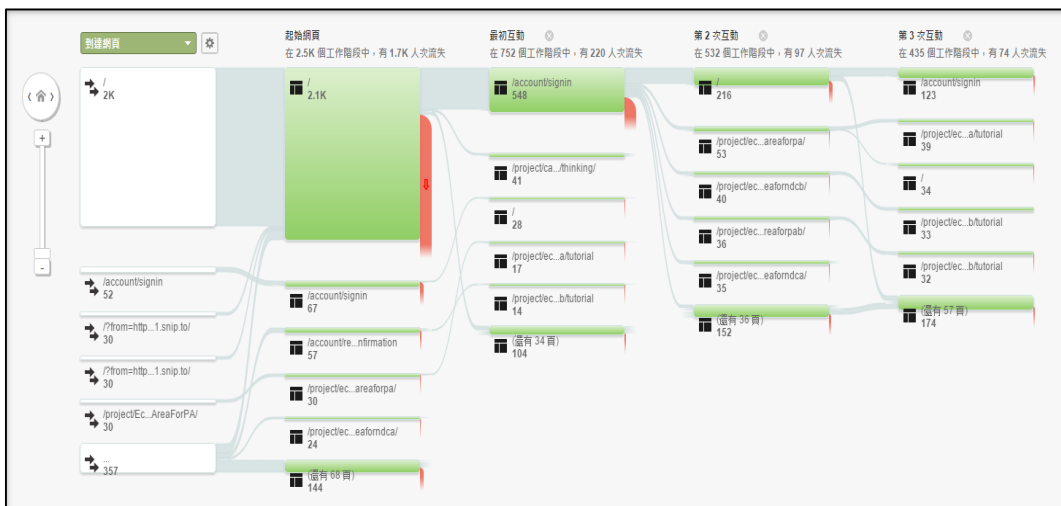 到達網頁
起始網頁
在 2.5K 個工作階段中，有 1.7K 人次流失
最初互動
在 752 個工作階段中，有 220 人次流失
第 2 次互動
在 532 個工作階段中，有 97 人次流失
第 3 次互動
在 435 個工作階段中，有 74 人次流失
/
2K
/account/signin
52
/?from=http...1.snip.to/
30
/?from=http...1.snip.to/
30
/project/Ec...AreaForPA/
30
...
357
/
2.1K
/account/signin
67
/account/re...nfirmation
57
/project/ec...areaforpa/
30
/project/ec...eaforndca/
24
(還有 68 頁)
144
/account/signin
548
/project/ca.../thinking/
41
/
28
/project/ec...a/tutorial
17
/project/ec...b/tutorial
14
(還有 34 頁)
104
/
216
/project/ec...areaforpa/
53
/project/ec...eaforndcb/
40
/project/ec...reaforpab/
36
/project/ec...eaforndca/
35
(還有 36 頁)
152
/account/signin
123
/project/ec...a/tutorial
39
/
34
/project/ec...b/tutorial
33
/project/ec...b/tutorial
32
(還有 57 頁)
174